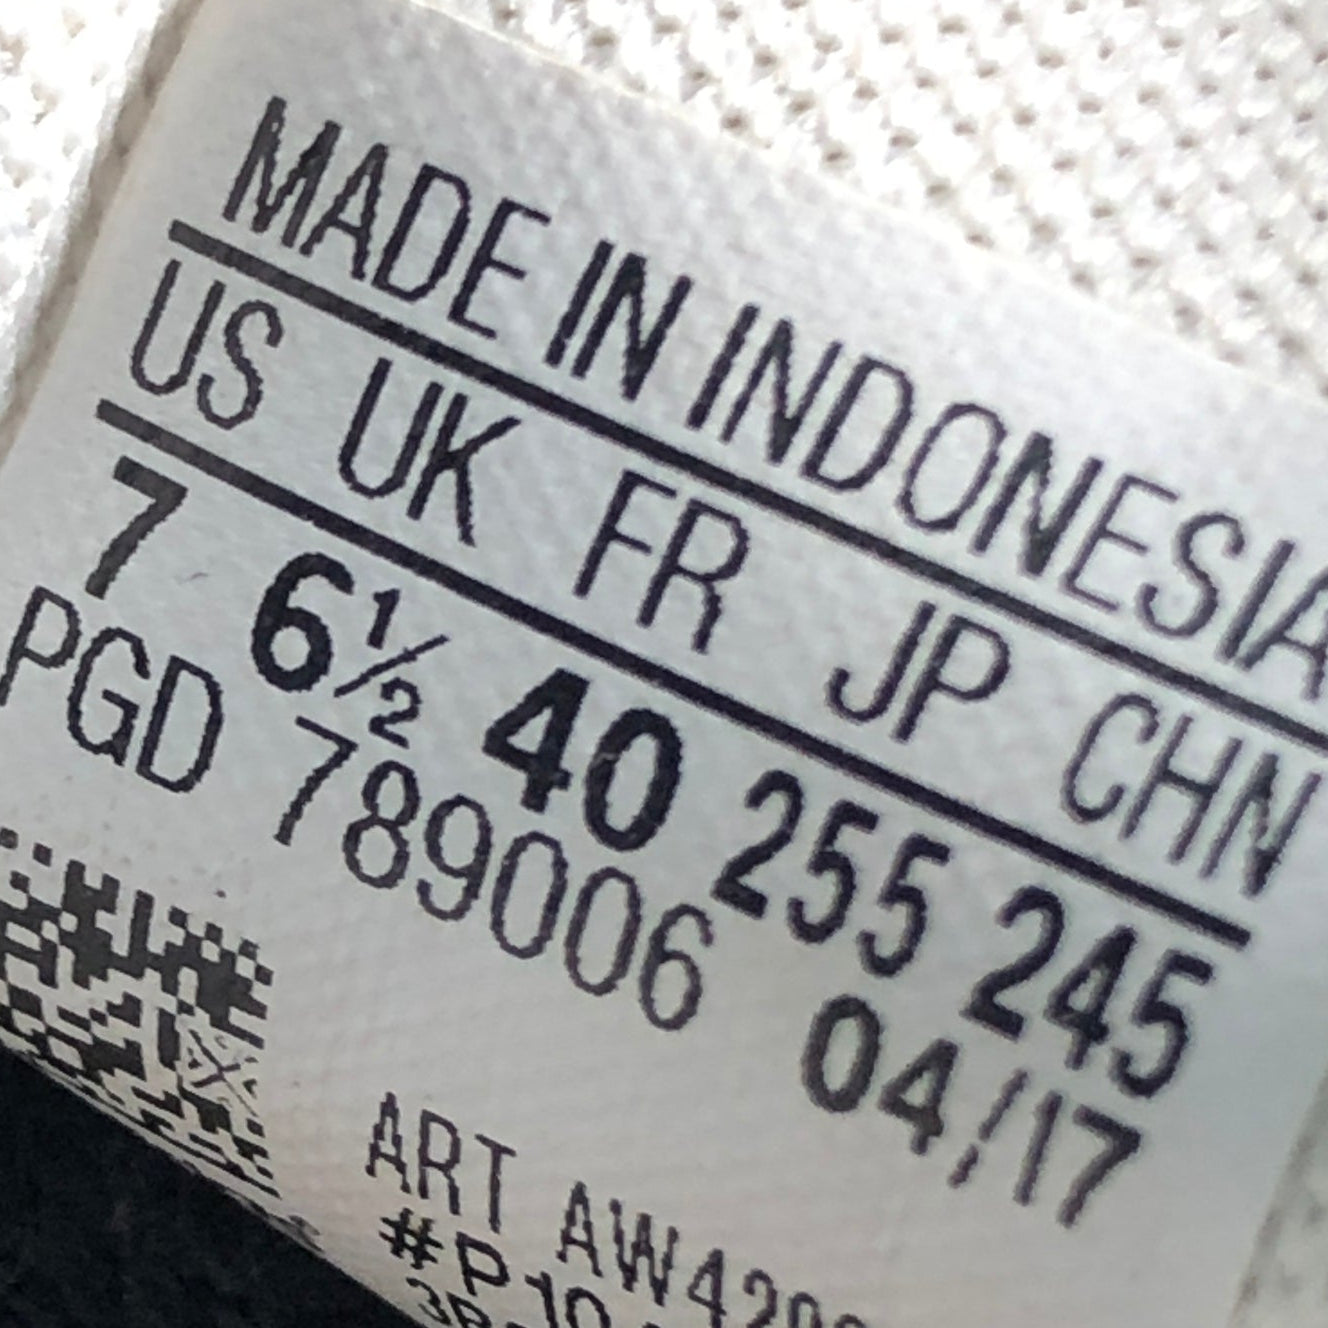 MADE IN INDONESIA
US UK FR JP CHN
7 6½ 40 255 245
PGD 789006 04/17
ART